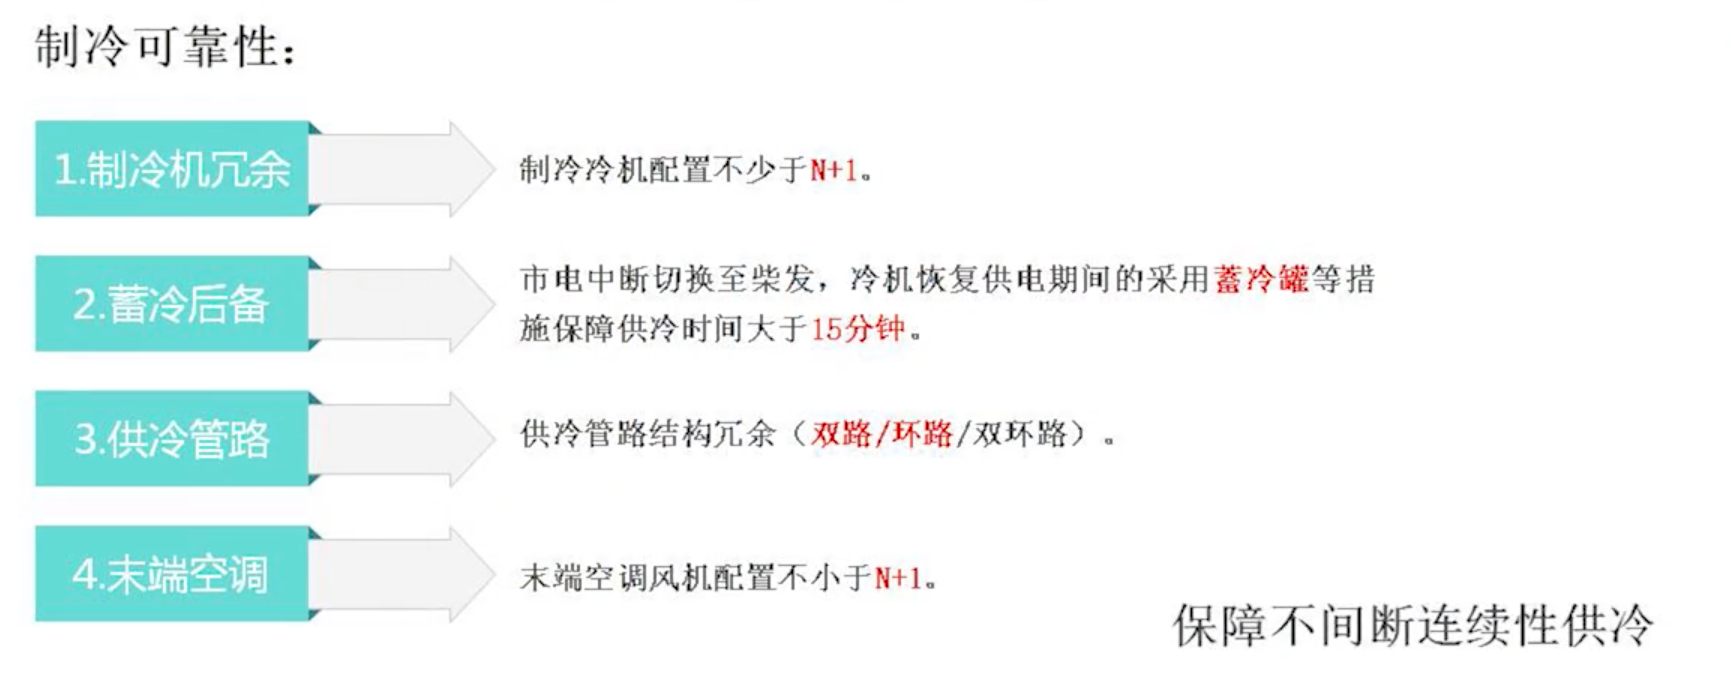 制冷可靠性：
1.制冷机冗余
制冷冷机配置不少于N+1。
2.蓄冷后备
市电中断切换至柴发，冷机恢复供电期间的采用蓄冷罐等措
施保障供冷时间大于15分钟。
3.供冷管路
供冷管路结构冗余（双路/环路/双环路）。
4.末端空调
末端空调风机配置不小于N+1。
保障不间断连续性供冷